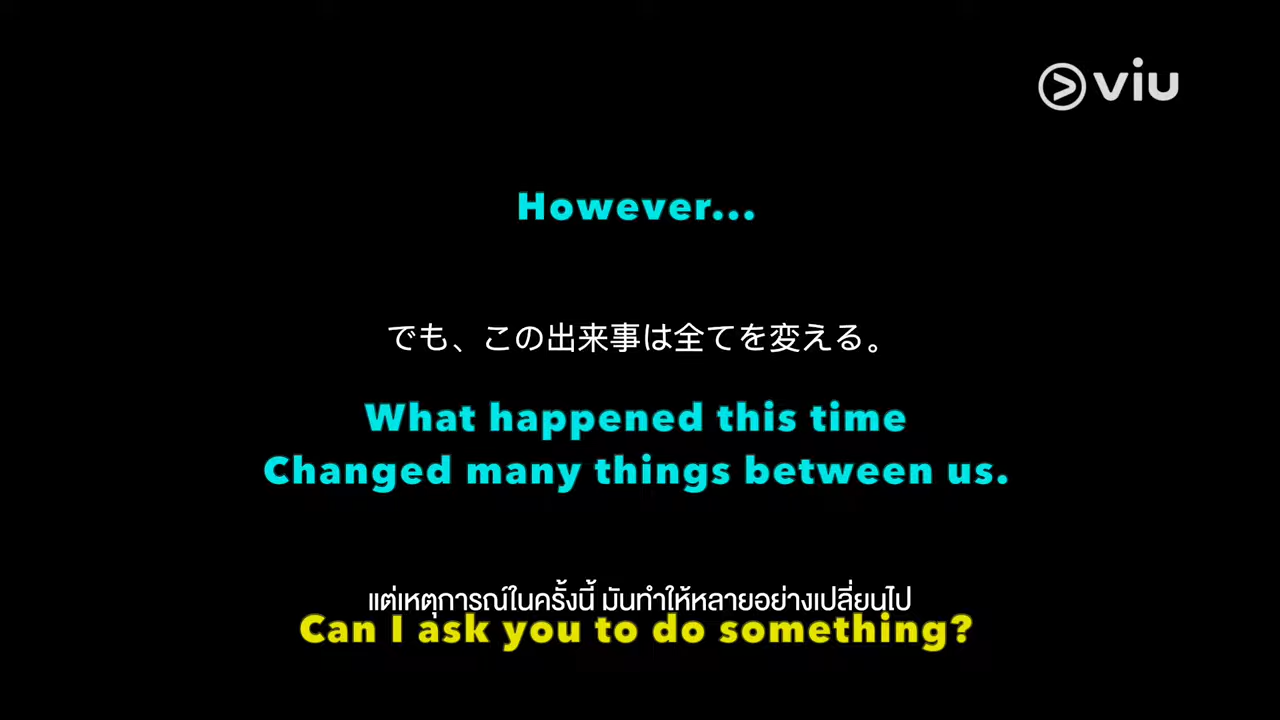 viu
However...
でも、この出来事は全てを変える。
What happened this time
Changed many things between us.
แต่เหตุการณ์ในครั้งนี้ มันทำให้หลายอย่างเปลี่ยนไป
Can I ask you to do something?